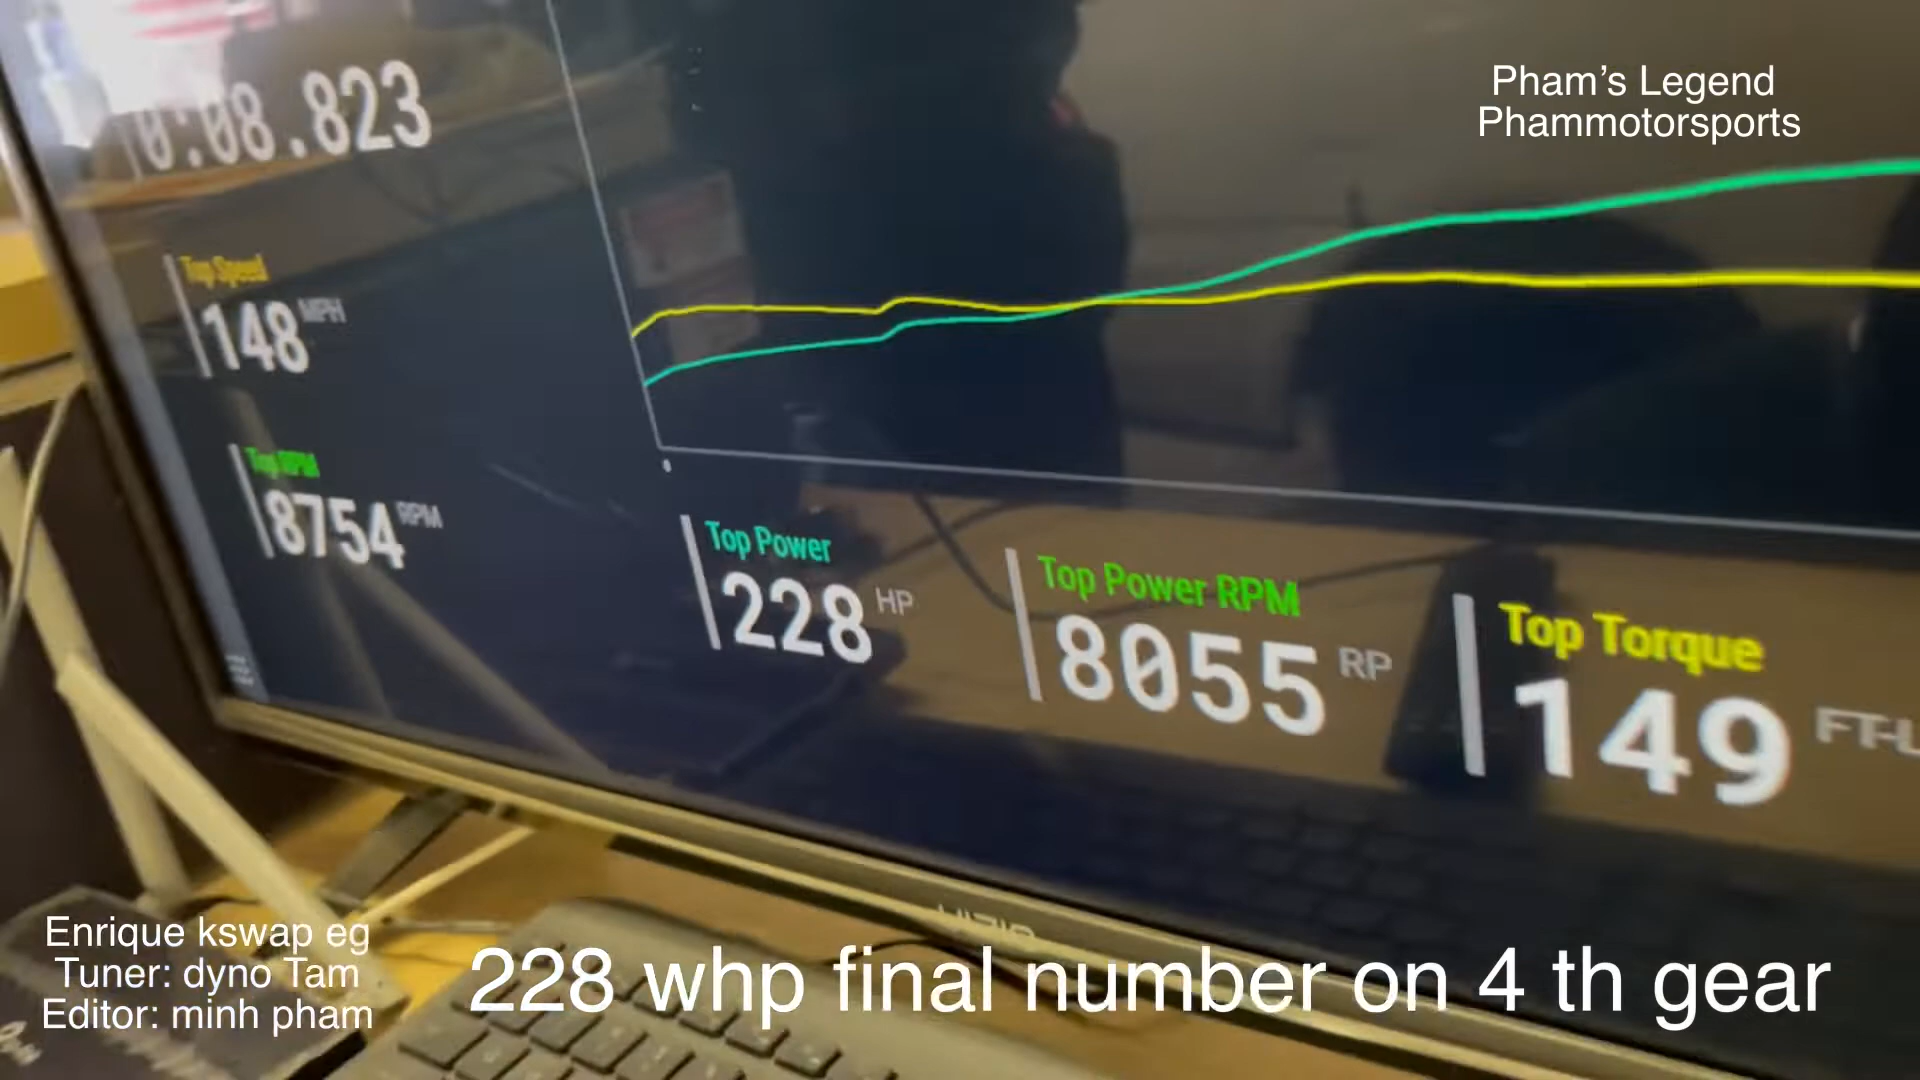 Pham’s Legend
Phammotorsports
0:08.823
Top Speed
148 MPH
Top RPM
8754 RPM
Top Power
228 HP
Top Power RPM
8055 RP
Top Torque
149 FT-L
VIZIO
Enrique kswap eg
Tuner: dyno Tam
Editor: minh pham
228 whp final number on 4 th gear